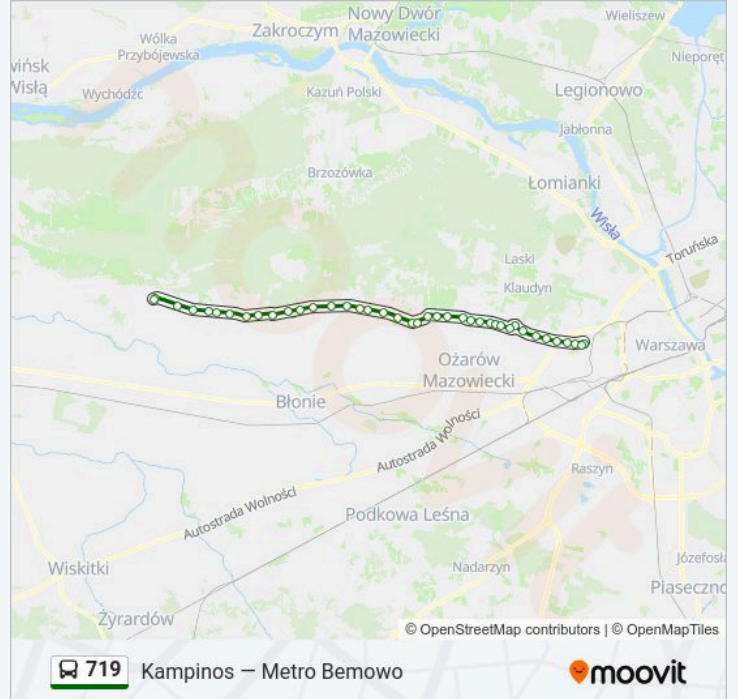 Nowy Dwór
Mazowiecki
Wieliszew
Zakroczym
Wólka
Przybójewska
wińsk
Wisłą
Nieporęt
Wychódźc
Kazuń Polski
Legionowo
Jabłonna
Brzozówka
Łomianki
Wisła
Toruńska
Laski
Klaudyn
Warszawa
Ożarów
Mazowiecki
Błonie
Autostrada Wolności
Raszyn
Autostrada Wolności
Podkowa Leśna
Józefosła
Wiskitki
Nadarzyn
Piaseczno
Żyrardów
© OpenStreetMap contributors | © OpenMapTiles
719 Kampinos — Metro Bemowo
moovit